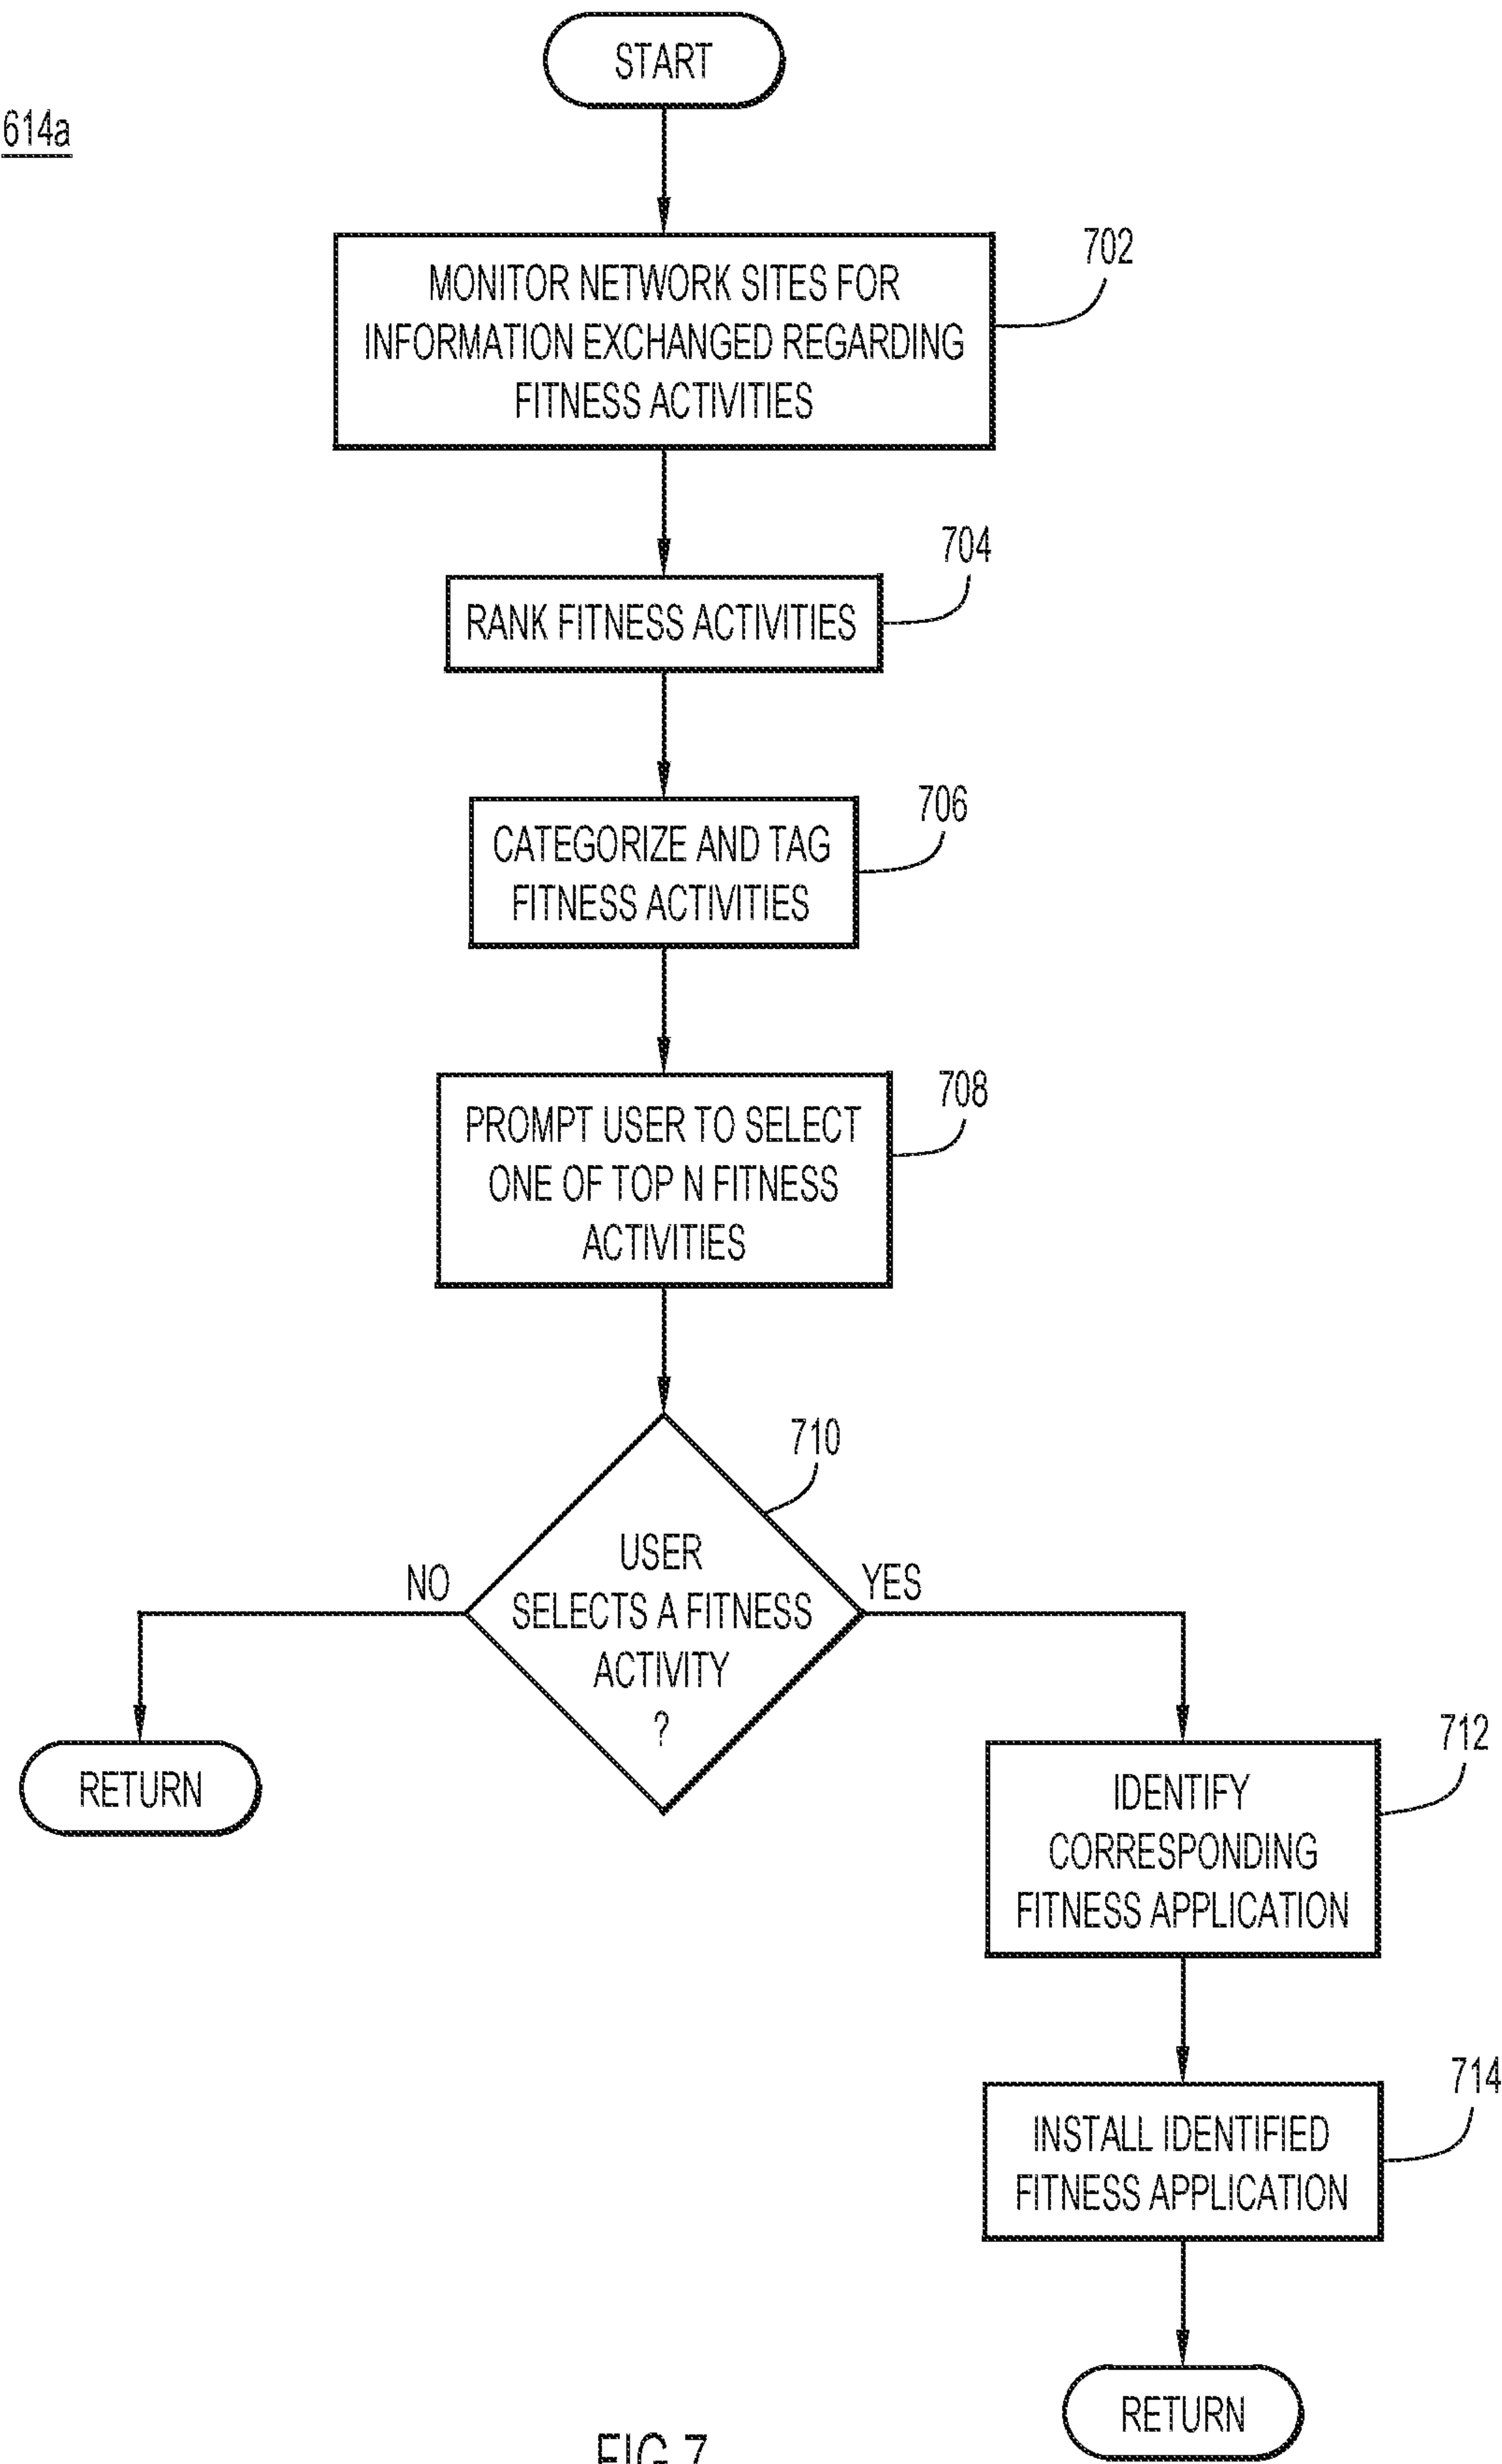 START
614a
702
MONITOR NETWORK SITES FOR
INFORMATION EXCHANGED REGARDING
FITNESS ACTIVITIES
704
RANK FITNESS ACTIVITIES
706
CATEGORIZE AND TAG
FITNESS ACTIVITIES
708
PROMPT USER TO SELECT
ONE OF TOP N FITNESS
ACTIVITIES
710
USER
SELECTS A FITNESS
ACTIVITY
?
NO
YES
RETURN
712
IDENTIFY
CORRESPONDING
FITNESS APPLICATION
714
INSTALL IDENTIFIED
FITNESS APPLICATION
RETURN
FIG.7